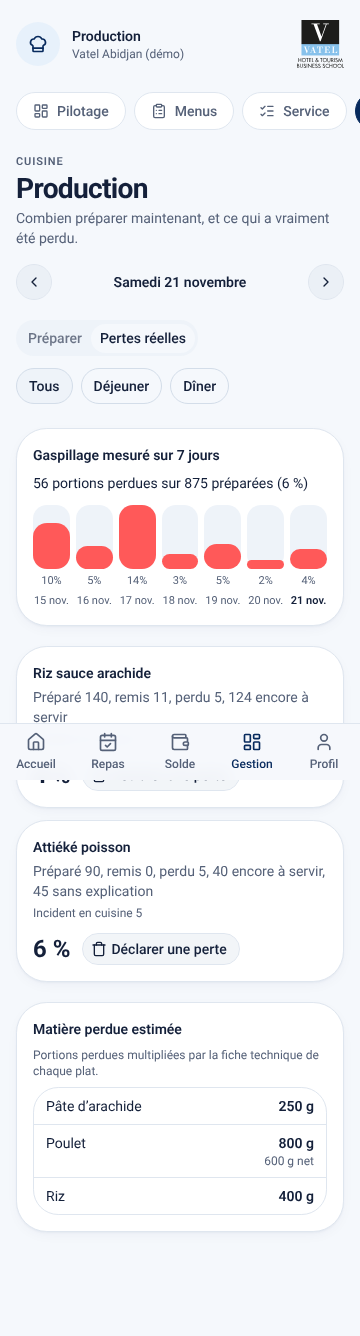 Production
Vatel Abidjan (démo)
V
VATEL
HOTEL & TOURISM
BUSINESS SCHOOL
Pilotage
Menus
Service
CUISINE
Production
Combien préparer maintenant, et ce qui a vraiment
été perdu.
Samedi 21 novembre
Préparer
Pertes réelles
Tous
Déjeuner
Dîner
Gaspillage mesuré sur 7 jours
56 portions perdues sur 875 préparées (6 %)
10% 5% 14% 3% 5% 2% 4%
15 nov. 16 nov. 17 nov. 18 nov. 19 nov. 20 nov. 21 nov.
Riz sauce arachide
Préparé 140, remis 11, perdu 5, 124 encore à
servir
Accueil
Repas
Solde
Gestion
Profil
Attiéké poisson
Préparé 90, remis 0, perdu 5, 40 encore à servir,
45 sans explication
Incident en cuisine 5
6 %
Déclarer une perte
Matière perdue estimée
Portions perdues multipliées par la fiche technique de
chaque plat.
Pâte d’arachide 250 g
Poulet 800 g
600 g net
Riz 400 g